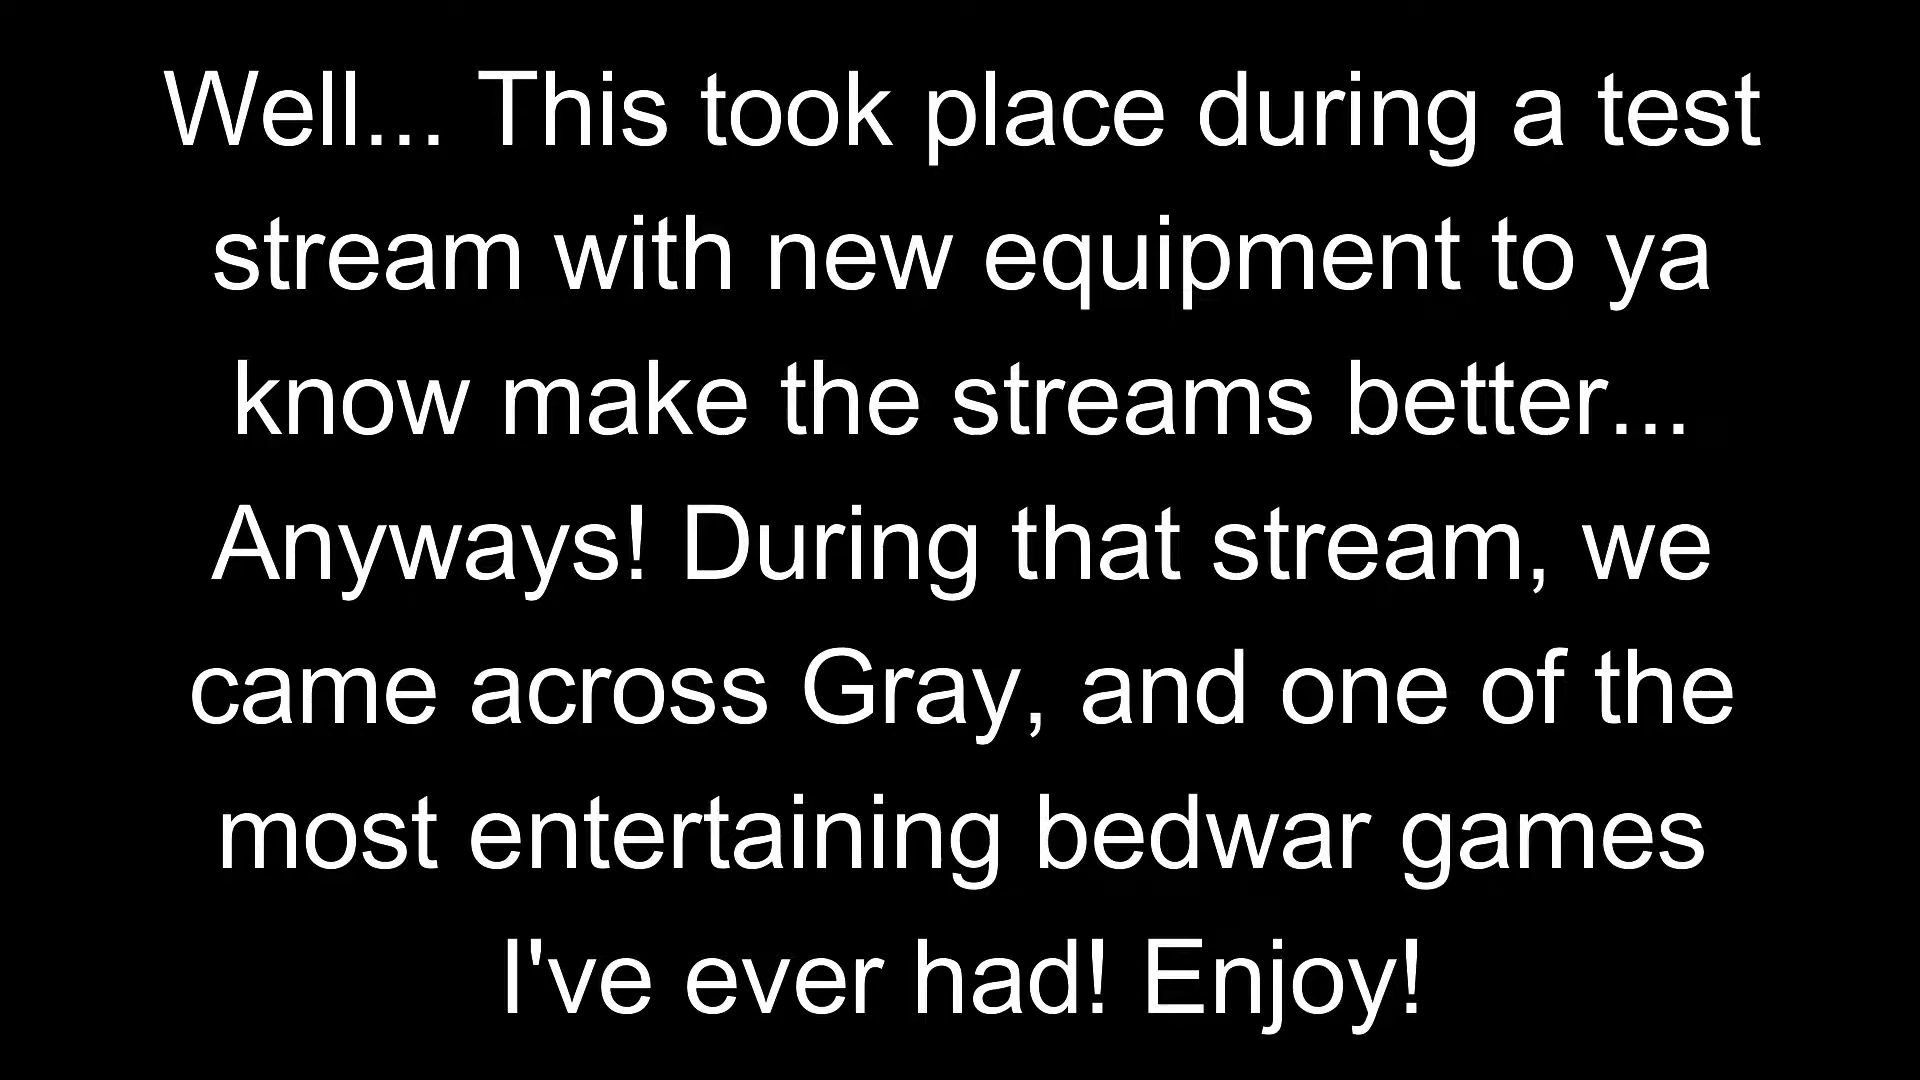 Well... This took place during a test
stream with new equipment to ya
know make the streams better...
Anyways! During that stream, we
came across Gray, and one of the
most entertaining bedwar games
I've ever had! Enjoy!